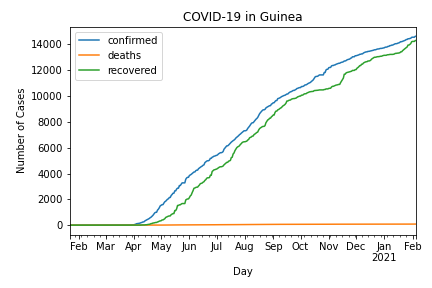 COVID-19 in Guinea
confirmed
deaths
recovered
Number of Cases
14000
12000
10000
8000
6000
4000
2000
0
Feb Mar Apr May Jun Jul Aug Sep Oct Nov Dec Jan Feb
2021
Day